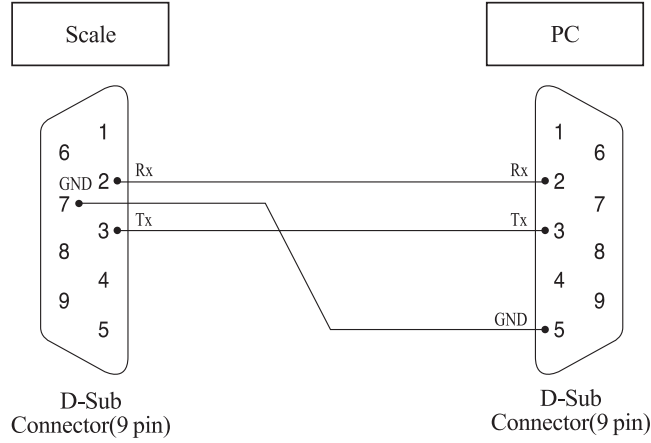 Scale
PC
1
6
GND 2 Rx
7
3 Tx
8
4
9
5
1
6
Rx 2
7
Tx 3
8
4
9
GND 5
D-Sub
Connector(9 pin)
D-Sub
Connector(9 pin)